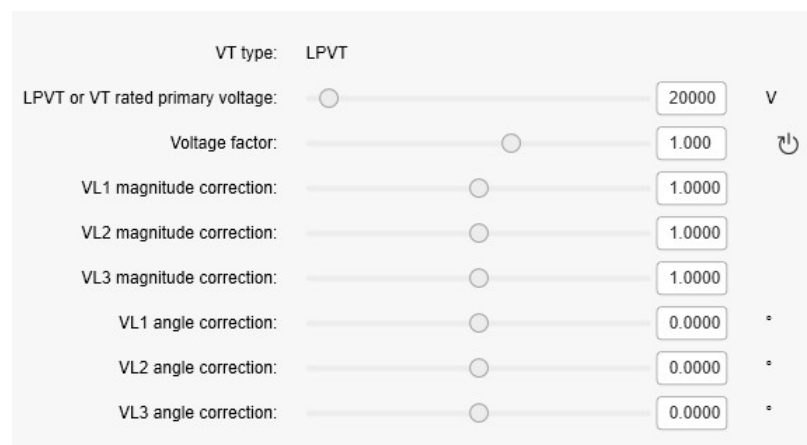 VT type: LPVT
LPVT or VT rated primary voltage: 20000 V
Voltage factor: 1.000
VL1 magnitude correction: 1.0000
VL2 magnitude correction: 1.0000
VL3 magnitude correction: 1.0000
VL1 angle correction: 0.0000 °
VL2 angle correction: 0.0000 °
VL3 angle correction: 0.0000 °